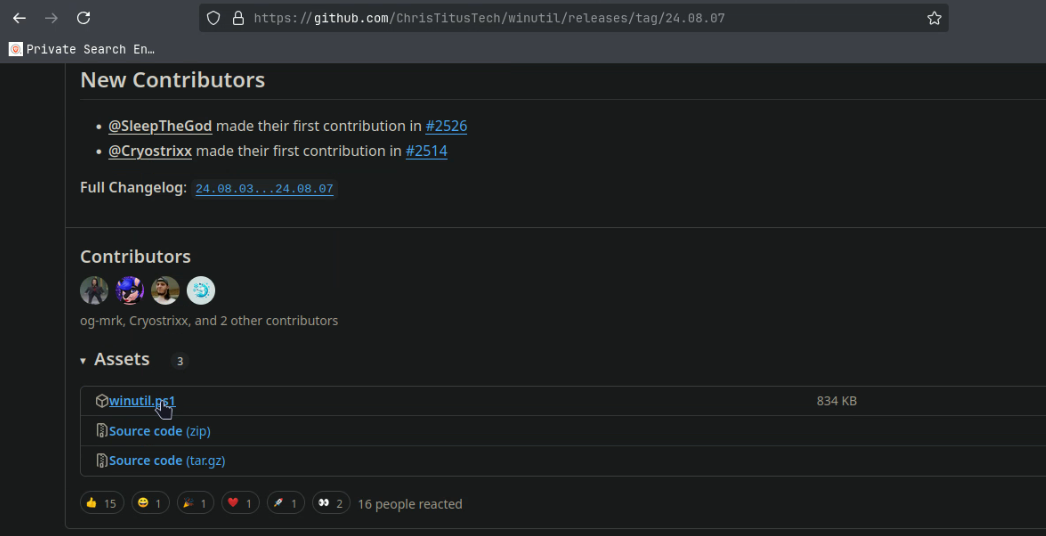 https://github.com/ChrisTitusTech/winutil/releases/tag/24.08.07
Private Search En…
New Contributors
• @SleepTheGod made their first contribution in #2526
• @Cryostrixx made their first contribution in #2514
Full Changelog: 24.08.03...24.08.07
Contributors
og-mrk, Cryostrixx, and 2 other contributors
Assets 3
winutil.ps1 834 KB
Source code (zip)
Source code (tar.gz)
15 1 1 1 1 2 16 people reacted